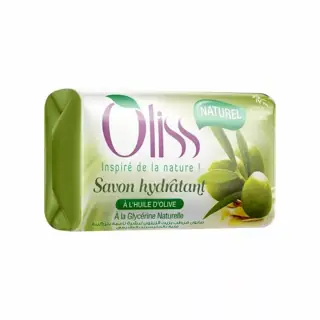 Oliss
NATUREL
Inspiré de la nature !
Savon hydratant
À L'HUILE D'OLIVE
À la Glycérine Naturelle